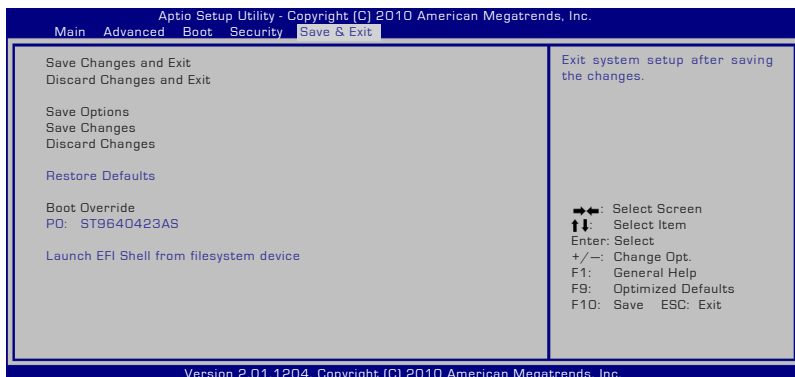 Aptio Setup Utility - Copyright (C) 2010 American Megatrends, Inc.
Main Advanced Boot Security Save & Exit
Save Changes and Exit
Discard Changes and Exit
Save Options
Save Changes
Discard Changes
Restore Defaults
Boot Override
P0: ST9640423AS
Launch EFI Shell from filesystem device
Exit system setup after saving
the changes.
→←: Select Screen
↑↓: Select Item
Enter: Select
+/—: Change Opt.
F1: General Help
F9: Optimized Defaults
F10: Save ESC: Exit
Version 2.01.1204. Copyright (C) 2010 American Megatrends, Inc.